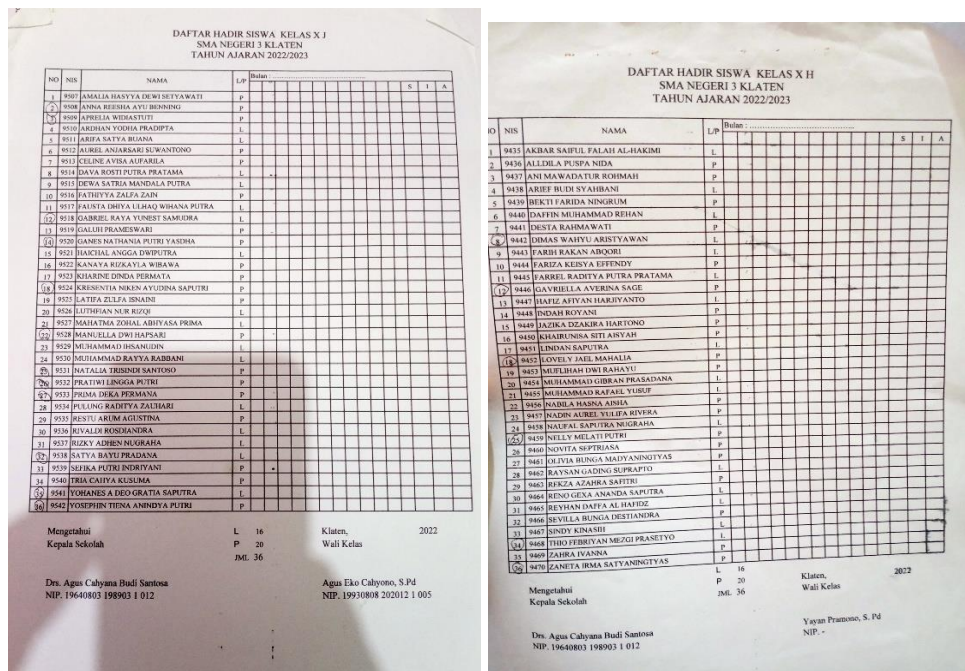 DAFTAR HADIR SISWA KELAS X J
SMA NEGERI 3 KLATEN
TAHUN AJARAN 2022/2023
NO NIS NAMA L/P Bulan : ........................................ S I A
1 9507 AMALIA HASYYA DEWI SETYAWATI P
2 9508 ANNA REESHA AYU BENNING P
3 9509 APRELIA WIDIASTUTI P
4 9510 ARDHAN YODHA PRADIPTA L
5 9511 ARIFA SATYA BUANA L
6 9512 AUREL ANJARSARI SUWANTONO P
7 9513 CELINE AVISA AUFARILA P
8 9514 DAVA ROSTI PUTRA PRATAMA L
9 9515 DEWA SATRIA MANDALA PUTRA L
10 9516 FATHIYYA ZALFA ZAIN P
11 9517 FAUSTA DHIYA ULHAQ WIHANA PUTRA L
12 9518 GABRIEL RAYA YUNEST SAMUDRA L
13 9519 GALUH PRAMESWARI P
14 9520 GANES NATHANIA PUTRI YASDHA P
15 9521 HAICHAL ANGGA DWIPUTRA L
16 9522 KANAYA RIZKAYLA WIBAWA P
17 9523 KHARINE DINDA PERMATA P
18 9524 KRESENTIA NIKEN AYUDINA SAPUTRI P
19 9525 LATIFA ZULFA ISNAINI P
20 9526 LUTHFIAN NUR RIZQI L
21 9527 MAHATMA ZOHAL ABHYASA PRIMA L
22 9528 MANUELLA DWI HAPSARI P
23 9529 MUHAMMAD IHSANUDIN L
24 9530 MUHAMMAD RAYYA RABBANI L
25 9531 NATALIA TRISINDI SANTOSO P
26 9532 PRATIWI LINGGA PUTRI P
27 9533 PRIMA DEKA PERMANA P
28 9534 PULUNG RADITYA ZAUHARI L
29 9535 RESTU ARUM AGUSTINA P
30 9536 RIVALDI ROSDIANDRA L
31 9537 RIZKY ADHEN NUGRAHA L
32 9538 SATYA BAYU PRADANA L
33 9539 SEFIKA PUTRI INDRIYANI P
34 9540 TRIA CAHYA KUSUMA P
35 9541 YOHANES A DEO GRATIA SAPUTRA L
36 9542 YOSEPHIN TIENA ANINDYA PUTRI P
Mengetahui L 16 Klaten, 2022
Kepala Sekolah P 20 Wali Kelas
JML 36
Drs. Agus Cahyana Budi Santosa Agus Eko Cahyono, S.Pd
NIP. 19640803 198903 1 012 NIP. 19930808 202012 1 005
DAFTAR HADIR SISWA KELAS X H
SMA NEGERI 3 KLATEN
TAHUN AJARAN 2022/2023
NO NIS NAMA L/P Bulan : ........................................ S I A
1 9435 AKBAR SAIFUL FALAH AL-HAKIMI L
2 9436 ALLDILA PUSPA NIDA P
3 9437 ANI MAWADATUR ROHMAH P
4 9438 ARIEF BUDI SYAHBANI L
5 9439 BEKTI FARIDA NINGRUM P
6 9440 DAFFIN MUHAMMAD REHAN L
7 9441 DESTA RAHMAWATI P
8 9442 DIMAS WAHYU ARISTYAWAN L
9 9443 FARIH RAKAN ABQORI L
10 9444 FARIZA KEISYA EFFENDY P
11 9445 FARREL RADITYA PUTRA PRATAMA L
12 9446 GAVRIELLA AVERINA SAGE P
13 9447 HAFIZ AFIYAN HARJIYANTO L
14 9448 INDAH ROYANI P
15 9449 JAZIKA DZAKIRA HARTONO P
16 9450 KHAIRUNISA SITI AISYAH P
17 9451 LINDAN SAPUTRA L
18 9452 LOVELY JAEL MAHALIA P
19 9453 MUFLIHAH DWI RAHAYU P
20 9454 MUHAMMAD GIBRAN PRASADANA L
21 9455 MUHAMMAD RAFAEL YUSUF L
22 9456 NABILA HASNA AISHA P
23 9457 NADIN AUREL YULIFA RIVERA P
24 9458 NAUFAL SAPUTRA NUGRAHA L
25 9459 NELLY MELATI PUTRI P
26 9460 NOVITA SEPTRIASA P
27 9461 OLIVIA BUNGA MADYANINGTYAS P
28 9462 RAYSAN GADING SUPRAPTO L
29 9463 REKZA AZAHRA SAFITRI P
30 9464 RENO GEXA ANANDA SAPUTRA L
31 9465 REYHAN DAFFA AL HAFIDZ L
32 9466 SEVILLA BUNGA DESTIANDRA P
33 9467 SINDY KINASIH P
34 9468 THIO FEBRIYAN MEZGI PRASETYO L
35 9469 ZAHRA IVANNA P
36 9470 ZANETA IRMA SATYANINGTYAS P
L 16 Klaten, 2022
Mengetahui P 20 Wali Kelas
Kepala Sekolah JML 36
Yayan Pramono, S. Pd
Drs. Agus Cahyana Budi Santosa NIP. -
NIP. 19640803 198903 1 012